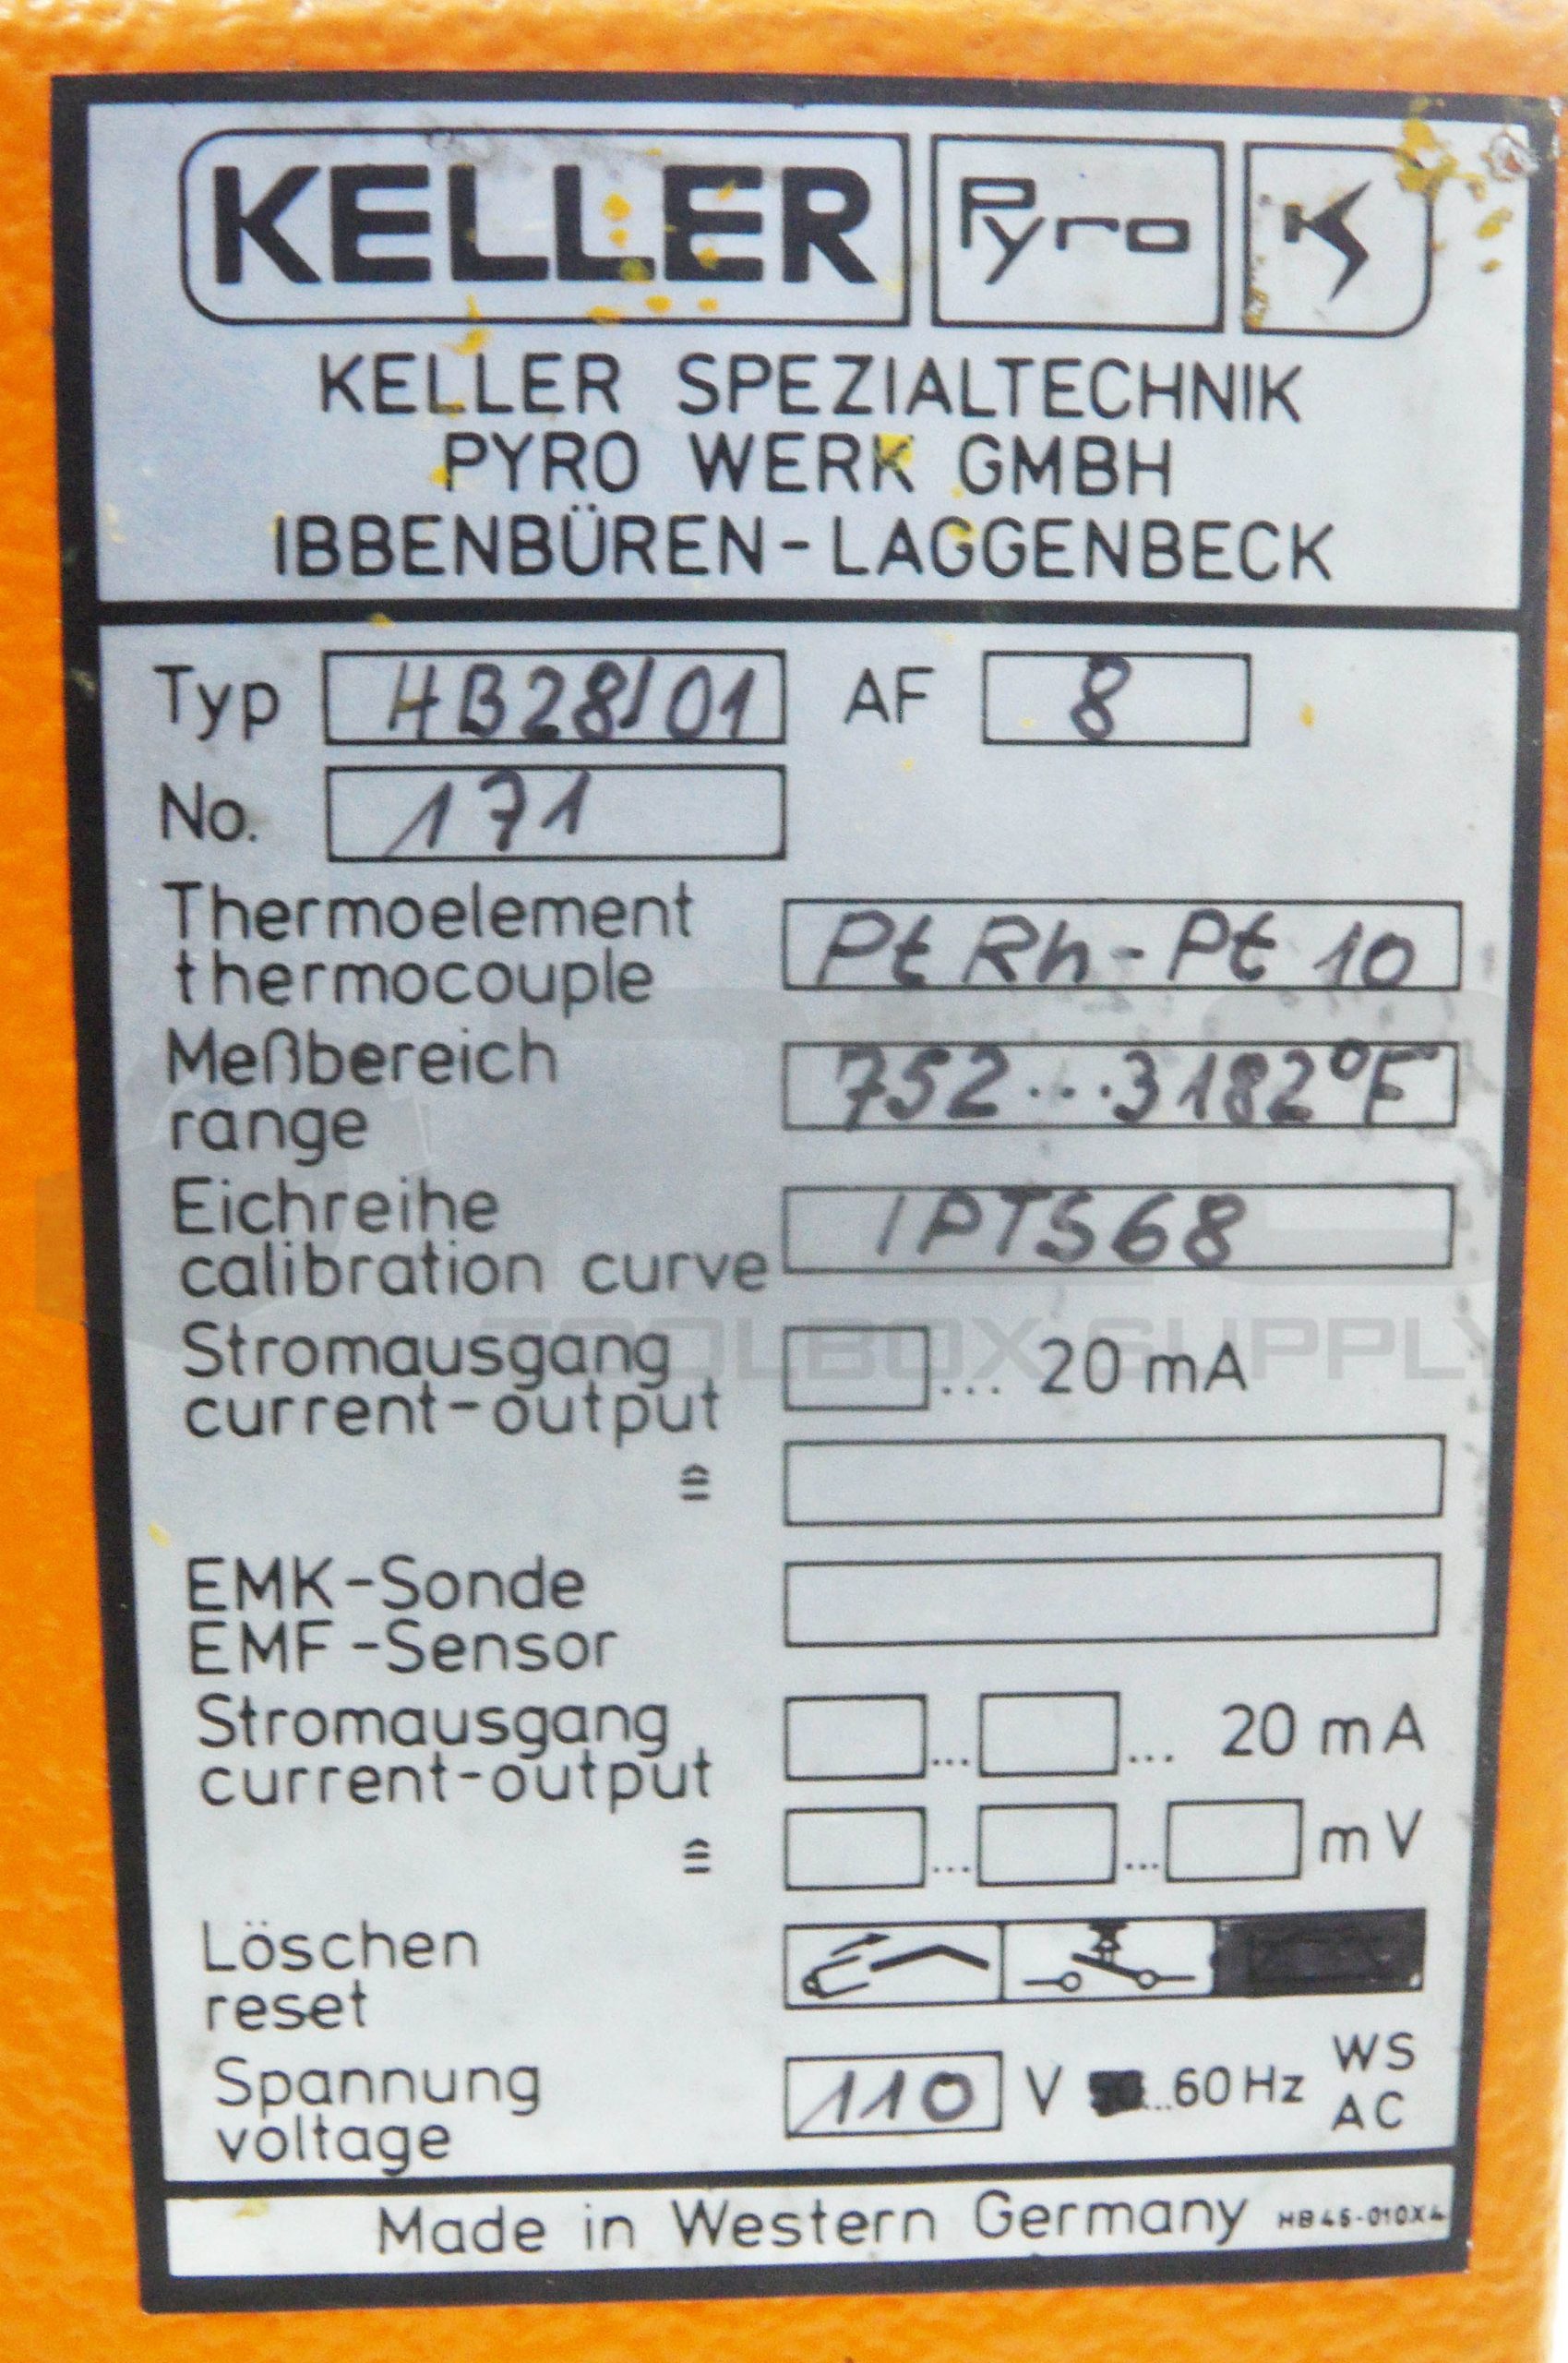 KELLER Pyro K
KELLER SPEZIALTECHNIK
PYRO WERK GMBH
IBBENBÜREN-LAGGENBECK
Typ HB28/01 AF 8
No. 171
Thermoelement
thermocouple PtRh-Pt 10
Meßbereich
range 752...3182°F
Eichreihe
calibration curve IPTS68
Stromausgang
current-output ... 20 mA
≙
EMK-Sonde
EMF-Sensor
Stromausgang
current-output ... ... 20 mA
≙ ... ... mV
Löschen
reset
Spannung
voltage 110 V ...60 Hz WS
AC
Made in Western Germany HB46-010X4
TOOLBOX SUPPLY